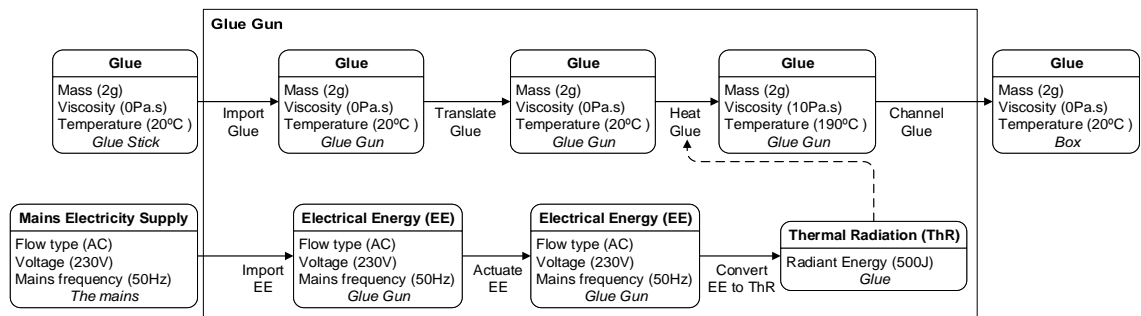 Glue Gun
Glue
Mass (2g)
Viscosity (0Pa.s)
Temperature (20ºC )
Glue Stick
Import
Glue
Glue
Mass (2g)
Viscosity (0Pa.s)
Temperature (20ºC )
Glue Gun
Translate
Glue
Glue
Mass (2g)
Viscosity (0Pa.s)
Temperature (20ºC )
Glue Gun
Heat
Glue
Glue
Mass (2g)
Viscosity (10Pa.s)
Temperature (190ºC )
Glue Gun
Channel
Glue
Glue
Mass (2g)
Viscosity (0Pa.s)
Temperature (20ºC )
Box
Mains Electricity Supply
Flow type (AC)
Voltage (230V)
Mains frequency (50Hz)
The mains
Import
EE
Electrical Energy (EE)
Flow type (AC)
Voltage (230V)
Mains frequency (50Hz)
Glue Gun
Actuate
EE
Electrical Energy (EE)
Flow type (AC)
Voltage (230V)
Mains frequency (50Hz)
Glue Gun
Convert
EE to ThR
Thermal Radiation (ThR)
Radiant Energy (500J)
Glue